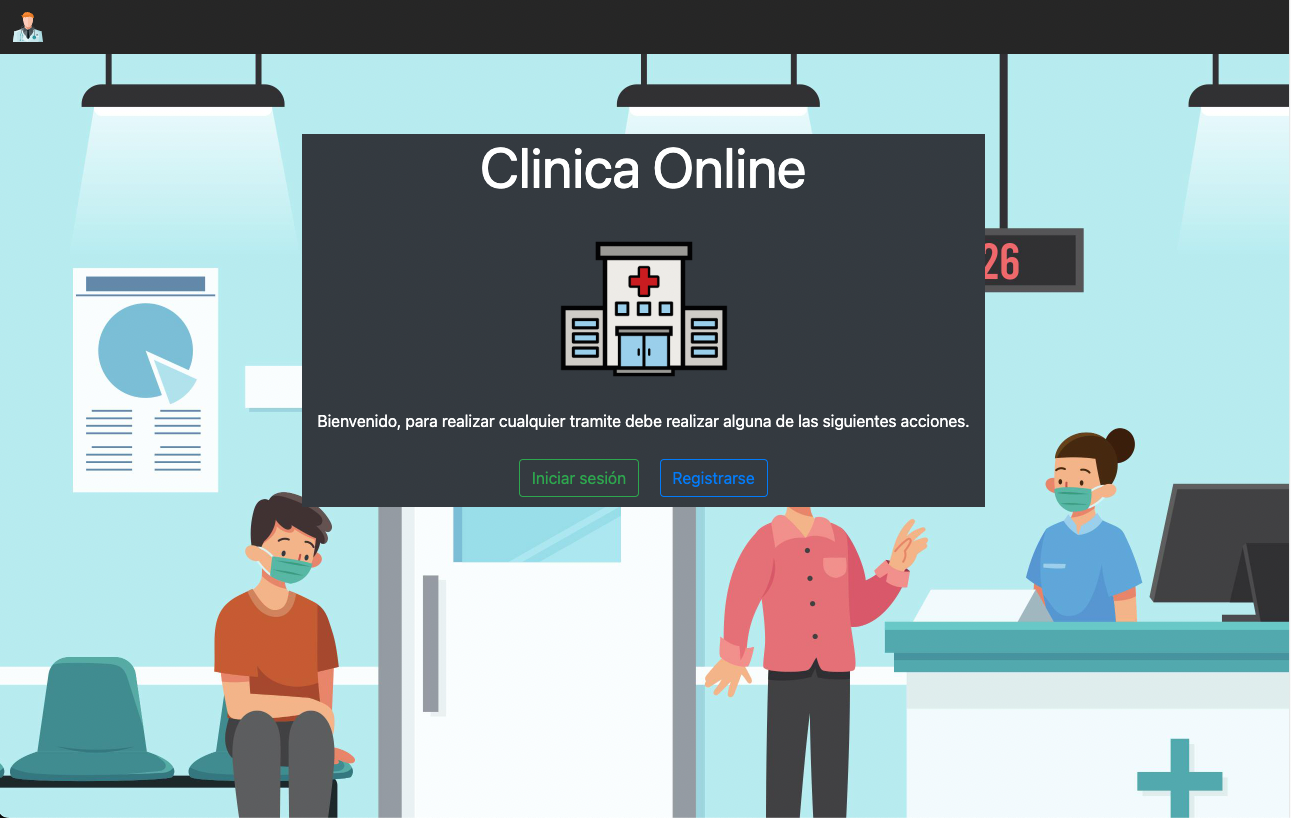 Clinica Online
26
Bienvenido, para realizar cualquier tramite debe realizar alguna de las siguientes acciones.
Iniciar sesión
Registrarse